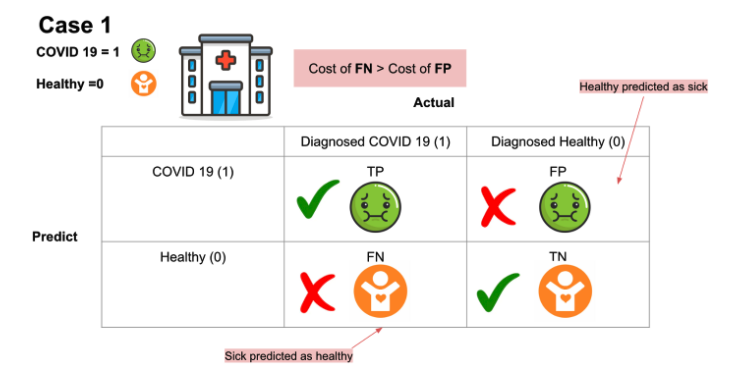 Case 1
COVID 19 = 1
Healthy =0
Cost of FN > Cost of FP
Actual
Healthy predicted as sick
Diagnosed COVID 19 (1)
Diagnosed Healthy (0)
COVID 19 (1)
TP
FP
Predict
Healthy (0)
FN
TN
Sick predicted as healthy